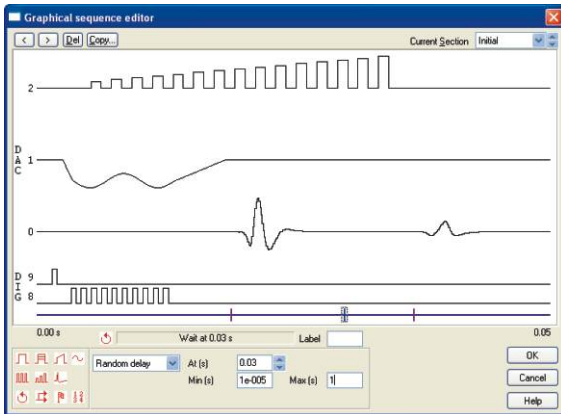 Graphical sequence editor
< > Del Copy... Current Section Initial
2
D
A 1
C
0
D 9
I
G 8
0.00 s Wait at 0.03 s Label 0.05
Random delay At (s) 0.03
Min (s) 1e-005 Max (s) 1
OK
Cancel
Help